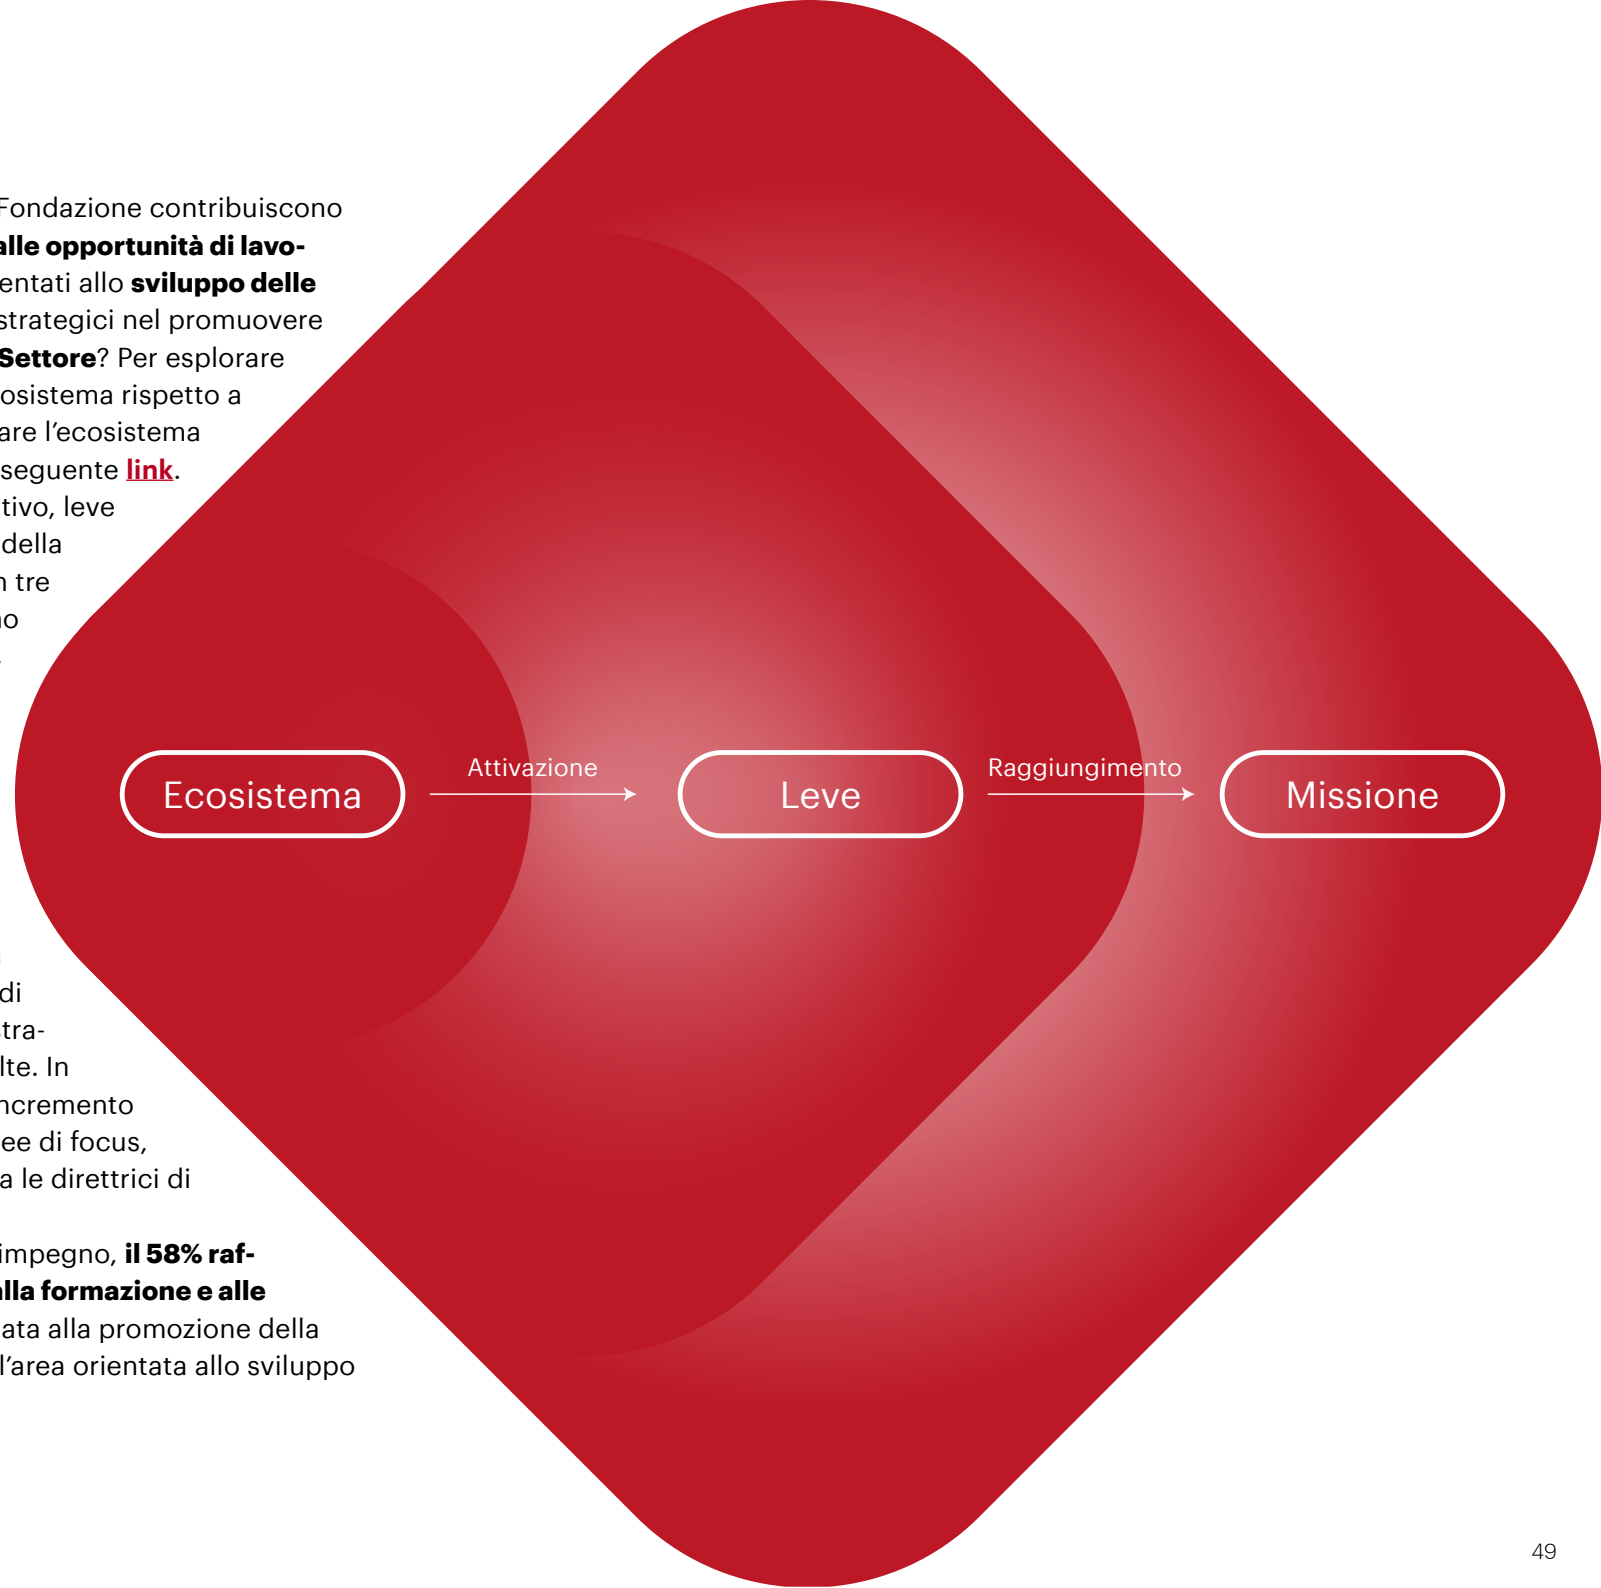 Fondazione contribuiscono
alle opportunità di lavo-
entati allo sviluppo delle
strategici nel promuovere
Settore? Per esplorare
osistema rispetto a
are l'ecosistema
seguente link.
tivo, leve
della
n tre
no
.
di
stra-
lte. In
ncremento
ee di focus,
a le direttrici di
impegno, il 58% raf-
alla formazione e alle
ata alla promozione della
l'area orientata allo sviluppo
Ecosistema
Attivazione
Leve
Raggiungimento
Missione
49